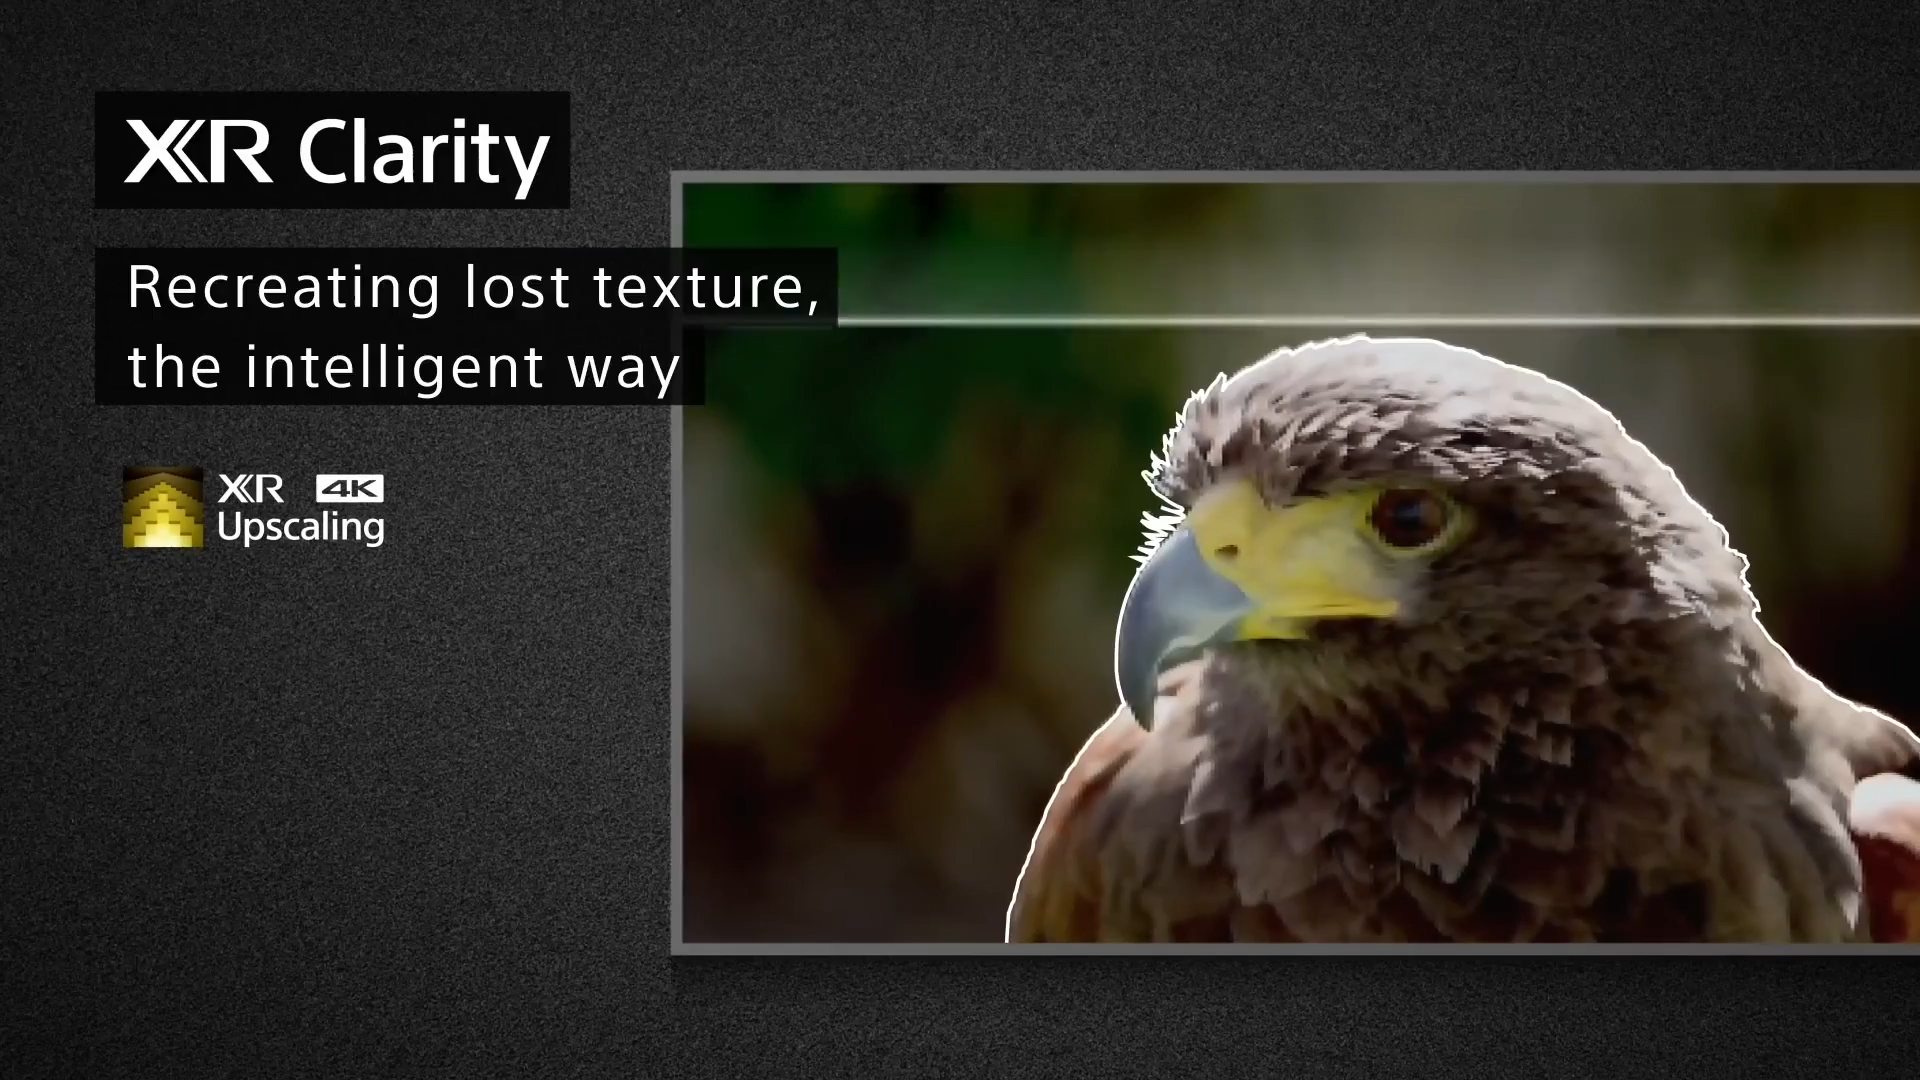 XR Clarity
Recreating lost texture,
the intelligent way
XR 4K
Upscaling